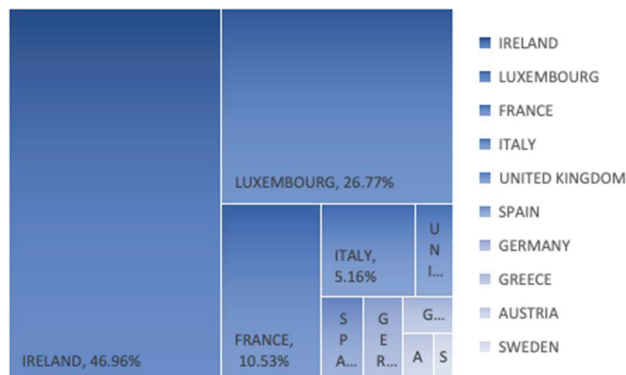 IRELAND, 46.96%
LUXEMBOURG, 26.77%
FRANCE,
10.53%
ITALY,
5.16%
U
N
I...
S
P
A...
G
E
R...
G...
A
S
IRELAND
LUXEMBOURG
FRANCE
ITALY
UNITED KINGDOM
SPAIN
GERMANY
GREECE
AUSTRIA
SWEDEN